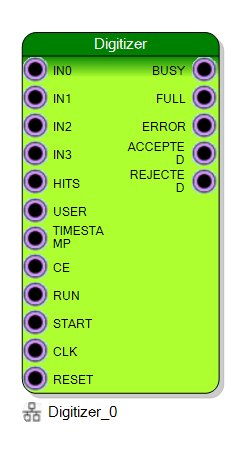 Digitizer
IN0
BUSY
IN1
FULL
IN2
ERROR
IN3
ACCEPTE
D
HITS
REJECTE
D
USER
TIMESTA
MP
CE
RUN
START
CLK
RESET
Digitizer_0